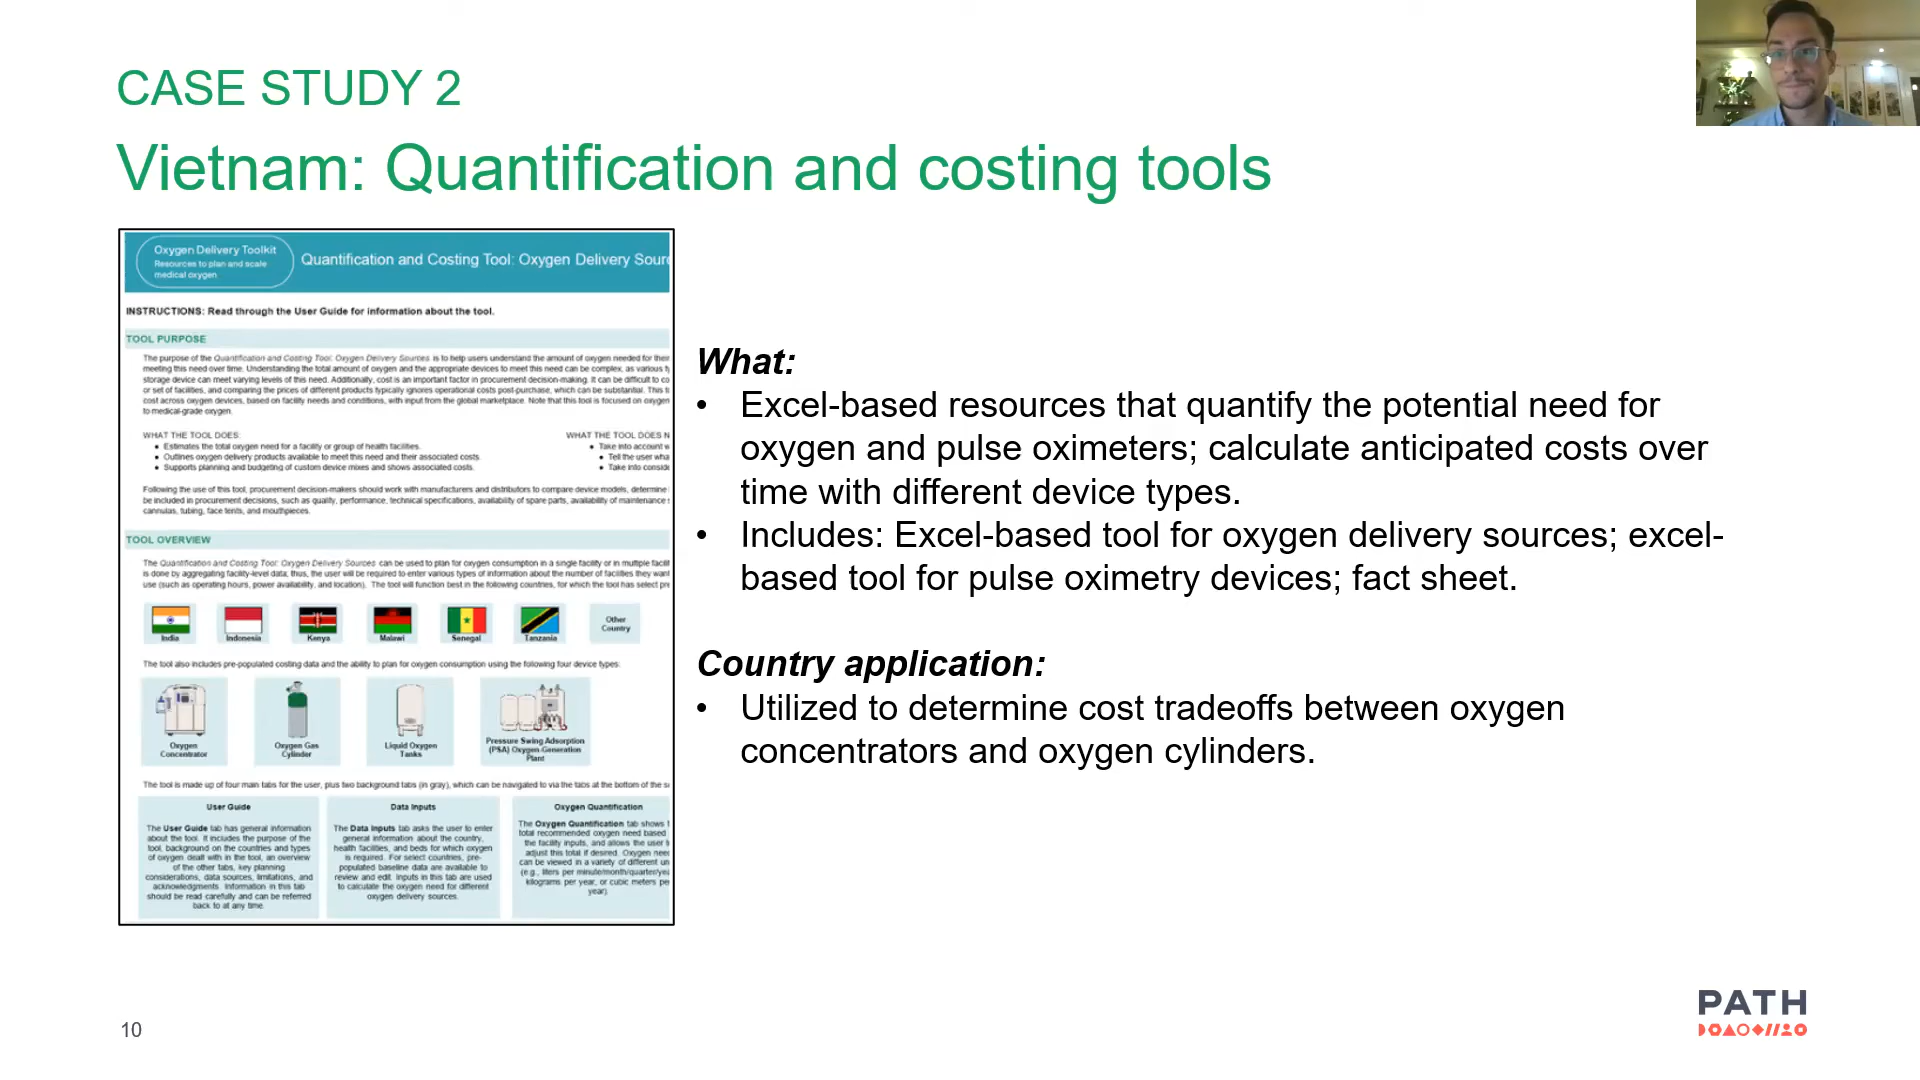 CASE STUDY 2
Vietnam: Quantification and costing tools
Oxygen Delivery Toolkit
Resources to plan and scale
medical oxygen
Quantification and Costing Tool: Oxygen Delivery Sour
INSTRUCTIONS: Read through the User Guide for information about the tool.
TOOL PURPOSE
The purpose of the Quantification and Costing Tool: Oxygen Delivery Sources is to help users understand the amount of oxygen needed for their
meeting this need over time. Understanding the total amount of oxygen and the appropriate devices to meet this need can be complex, as various
storage device can meet varying levels of this need. Additionally, cost is an important factor in procurement decision-making. It can be difficult to co
or set of facilities, and comparing the prices of different products typically ignores operational costs post-purchase, which can be substantial. This
cost across oxygen devices, based on facility needs and conditions, with input from the global marketplace. Note that this tool is focused on oxygen
to medical-grade oxygen.
WHAT THE TOOL DOES:
• Estimates the total oxygen need for a facility or group of health facilities.
• Outlines oxygen delivery products available to meet this need and their associated costs.
• Supports planning and budgeting of custom device mixes and shows associated costs.
WHAT THE TOOL DOES N
• Take into account w
• Tell the user wha
• Take into conside
Following the use of this tool, procurement decision-makers should work with manufacturers and distributors to compare device models, determine
be included in procurement decisions, such as quality, performance, technical specifications, availability of spare parts, availability of maintenance
cannulas, tubing, face tents, and mouthpieces.
TOOL OVERVIEW
The Quantification and Costing Tool: Oxygen Delivery Sources can be used to plan for oxygen consumption in a single facility or in multiple facili
is done by aggregating facility-level data; thus, the user will be required to enter various types of information about the number of facilities they want
use (such as operating hours, power availability, and location). The tool will function best in the following countries, for which the tool has select pre
India
Indonesia
Kenya
Malawi
Senegal
Tanzania
Other
Country
The tool also includes pre-populated costing data and the ability to plan for oxygen consumption using the following four device types:
Oxygen
Concentrator
Oxygen Gas
Cylinder
Liquid Oxygen
Tanks
Pressure Swing Adsorption
(PSA) Oxygen-Generation
Plant
The tool is made up of four main tabs for the user, plus two background tabs (in gray), which can be navigated to via the tabs at the bottom of the s
User Guide
The User Guide tab has general information
about the tool. It includes the purpose of the
tool, background on the countries and types
of oxygen dealt with in the tool, an overview
of the other tabs, key planning
considerations, data sources, limitations, and
acknowledgments. Information in this tab
should be read carefully and can be referred
back to at any time.
Data Inputs
The Data Inputs tab asks the user to enter
general information about the country,
health facilities, and beds for which oxygen
is required. For select countries, pre-
populated baseline data are available to
review and edit. Inputs in this tab are used
to calculate the oxygen need for different
oxygen delivery sources.
Oxygen Quantification
The Oxygen Quantification tab shows
total recommended oxygen need based
the facility inputs, and allows the user
adjust this total if desired. Oxygen nee
can be viewed in a variety of different un
(e.g., liters per minute/month/quarter/yea
kilograms per year, or cubic meters pe
year).
What:
• Excel-based resources that quantify the potential need for
oxygen and pulse oximeters; calculate anticipated costs over
time with different device types.
• Includes: Excel-based tool for oxygen delivery sources; excel-
based tool for pulse oximetry devices; fact sheet.
Country application:
• Utilized to determine cost tradeoffs between oxygen
concentrators and oxygen cylinders.
10
PATH